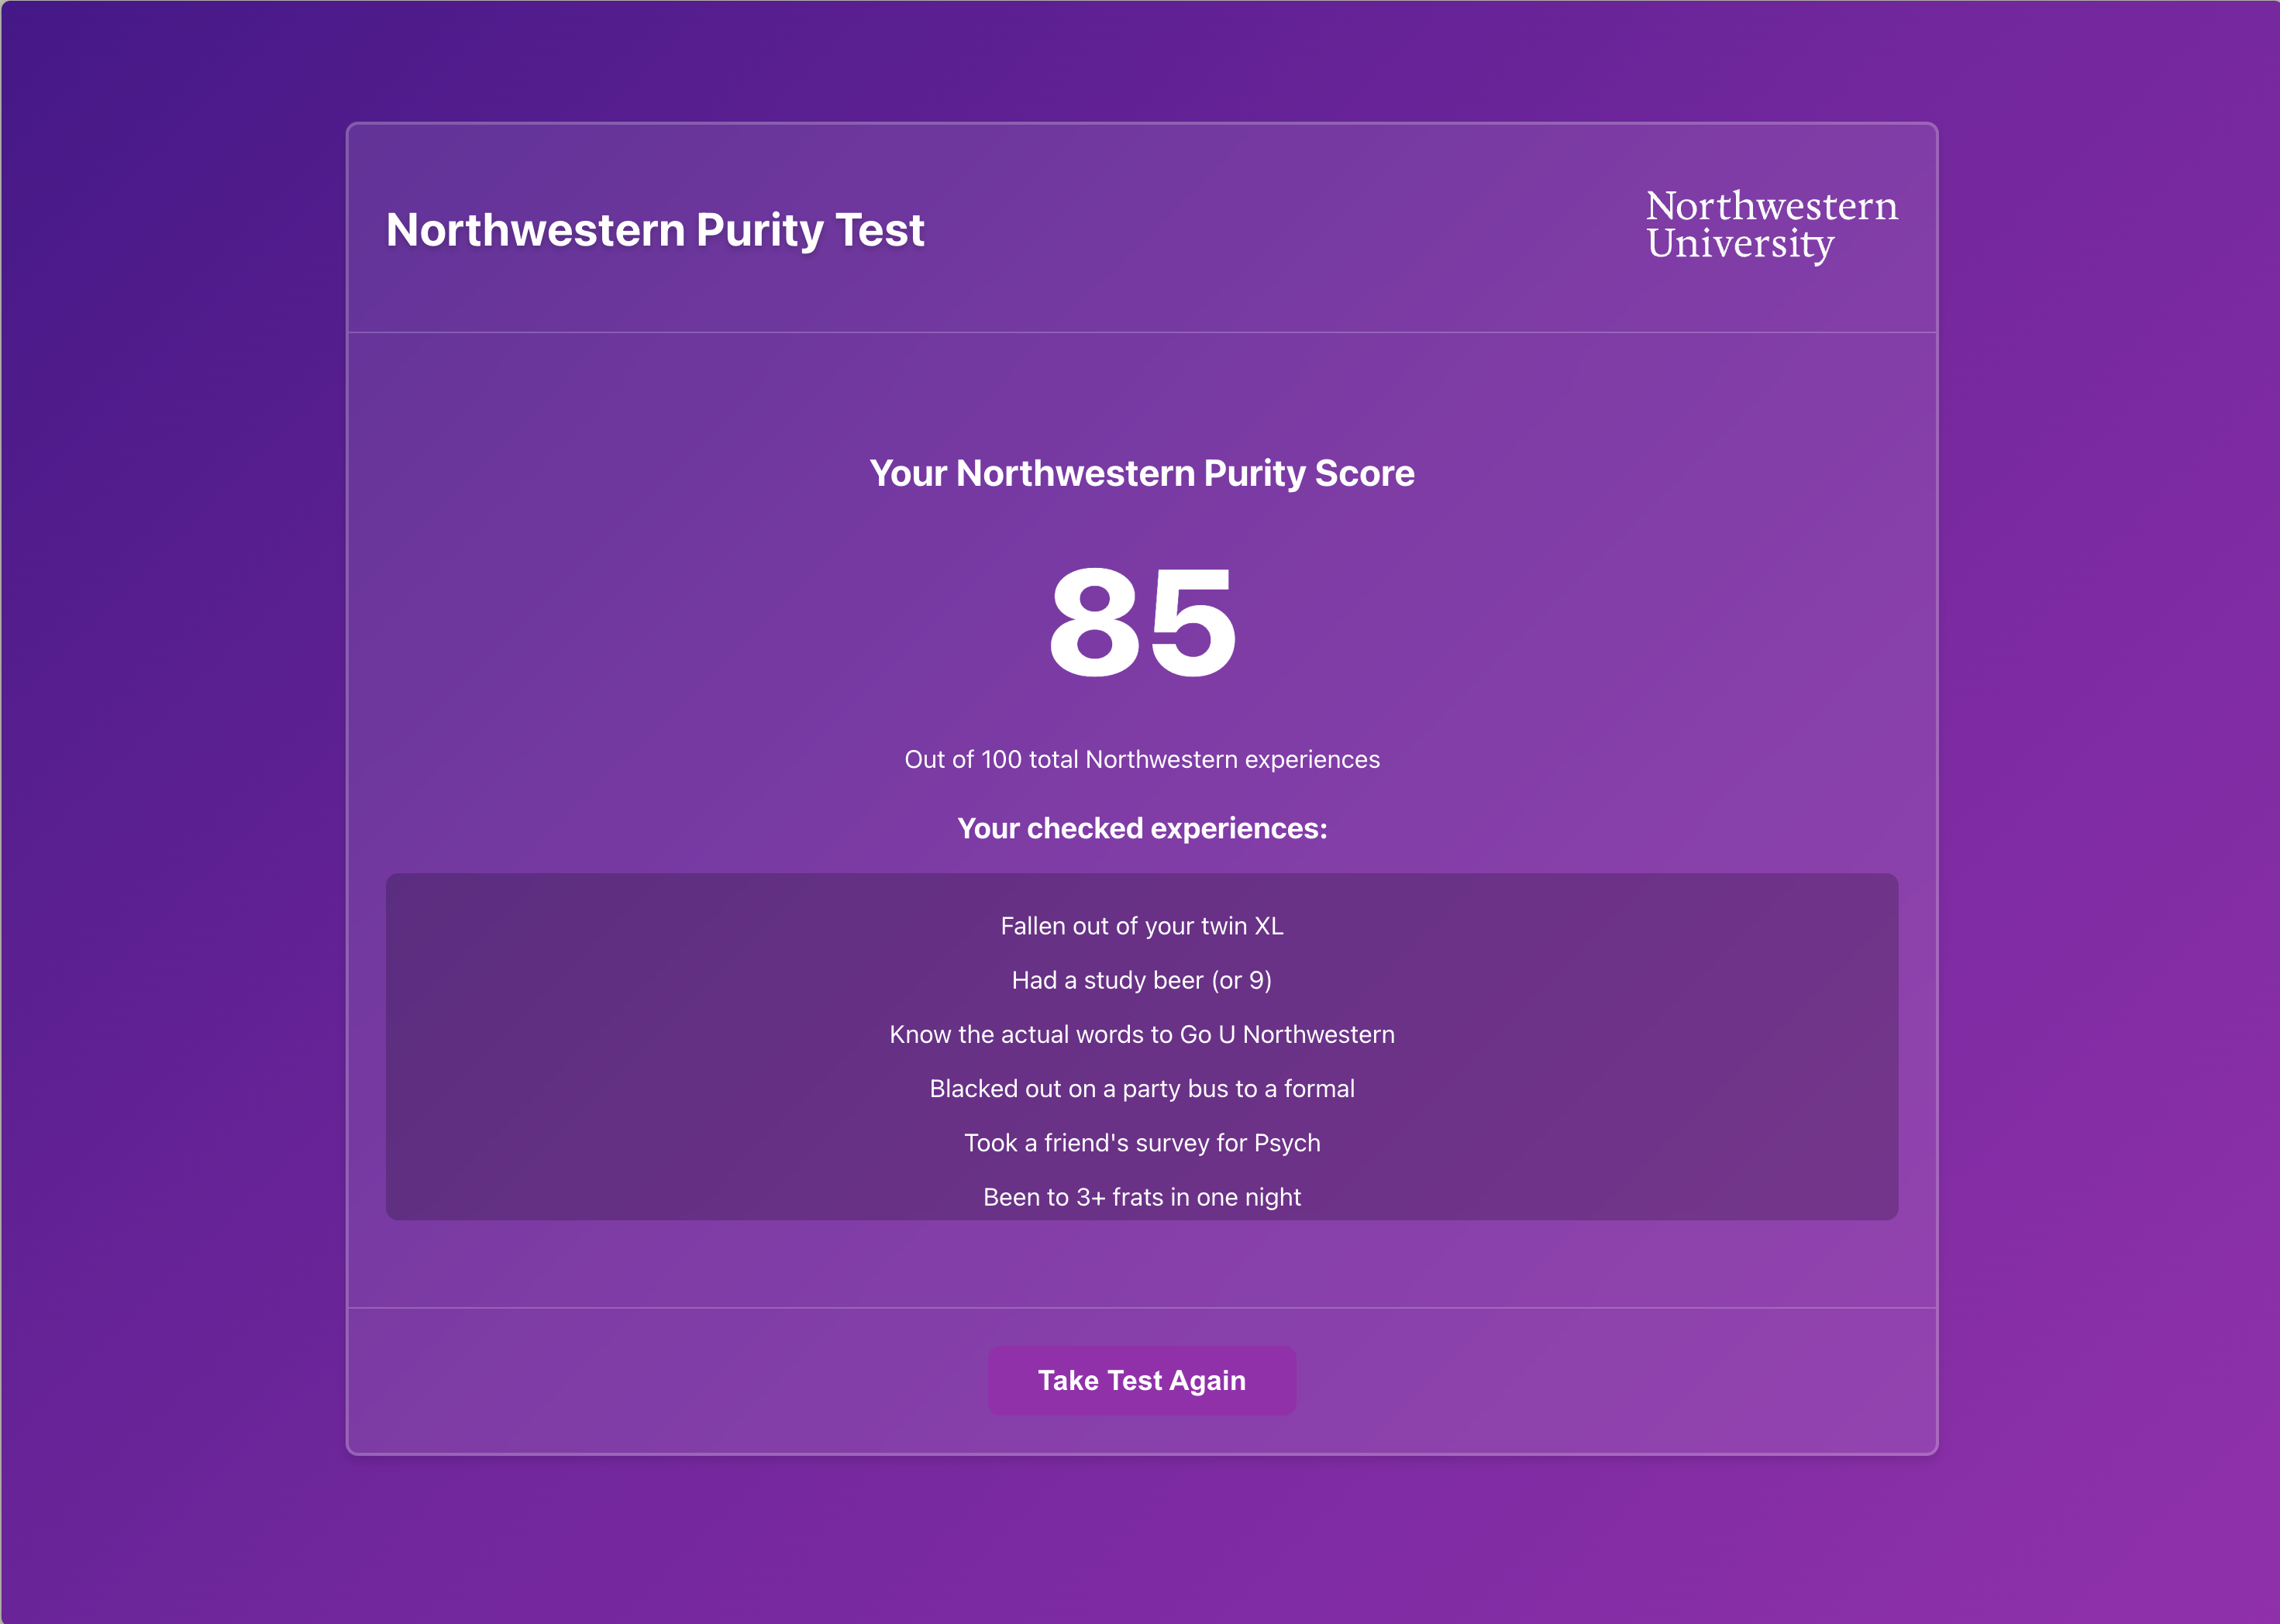 Northwestern Purity Test
Northwestern
University
Your Northwestern Purity Score
85
Out of 100 total Northwestern experiences
Your checked experiences:
Fallen out of your twin XL
Had a study beer (or 9)
Know the actual words to Go U Northwestern
Blacked out on a party bus to a formal
Took a friend's survey for Psych
Been to 3+ frats in one night
Take Test Again